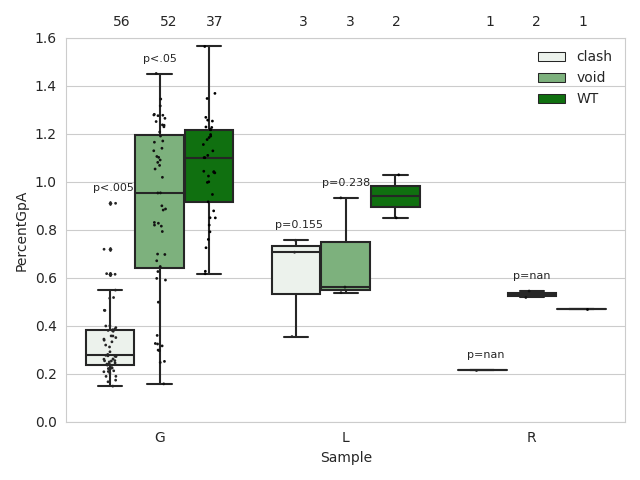 56 52 37 3 3 2 1 2 1
1.6
1.4
1.2
1.0
0.8
0.6
0.4
0.2
0.0
PercentGpA
clash
void
WT
p<.05
p<.005
p=0.238
p=0.155
p=nan
p=nan
G L R
Sample